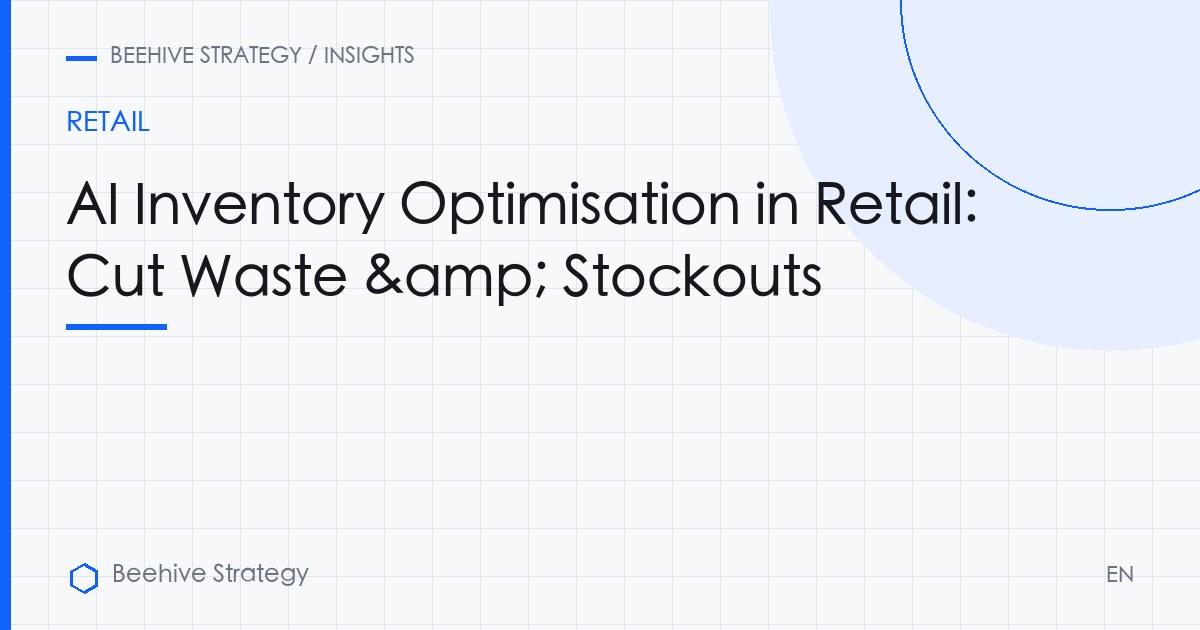 BEEHIVE STRATEGY / INSIGHTS
RETAIL
AI Inventory Optimisation in Retail:
Cut Waste &amp; Stockouts
Beehive Strategy
EN